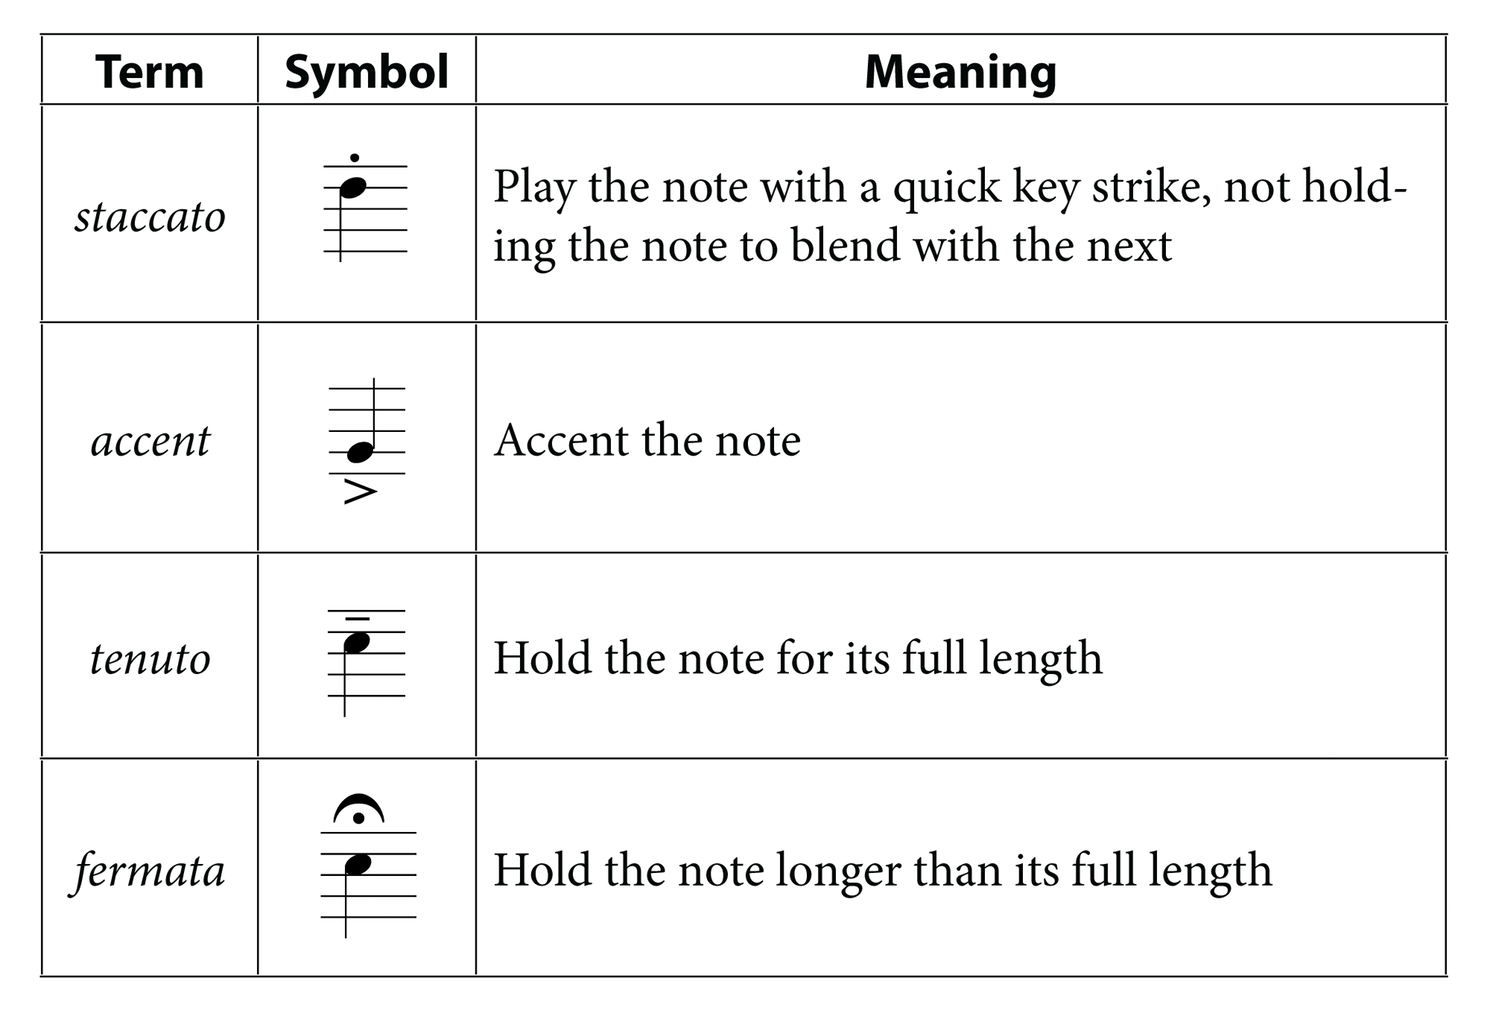 Term Symbol Meaning
staccato
Play the note with a quick key strike, not hold-
ing the note to blend with the next
accent
Accent the note
tenuto
Hold the note for its full length
fermata
Hold the note longer than its full length